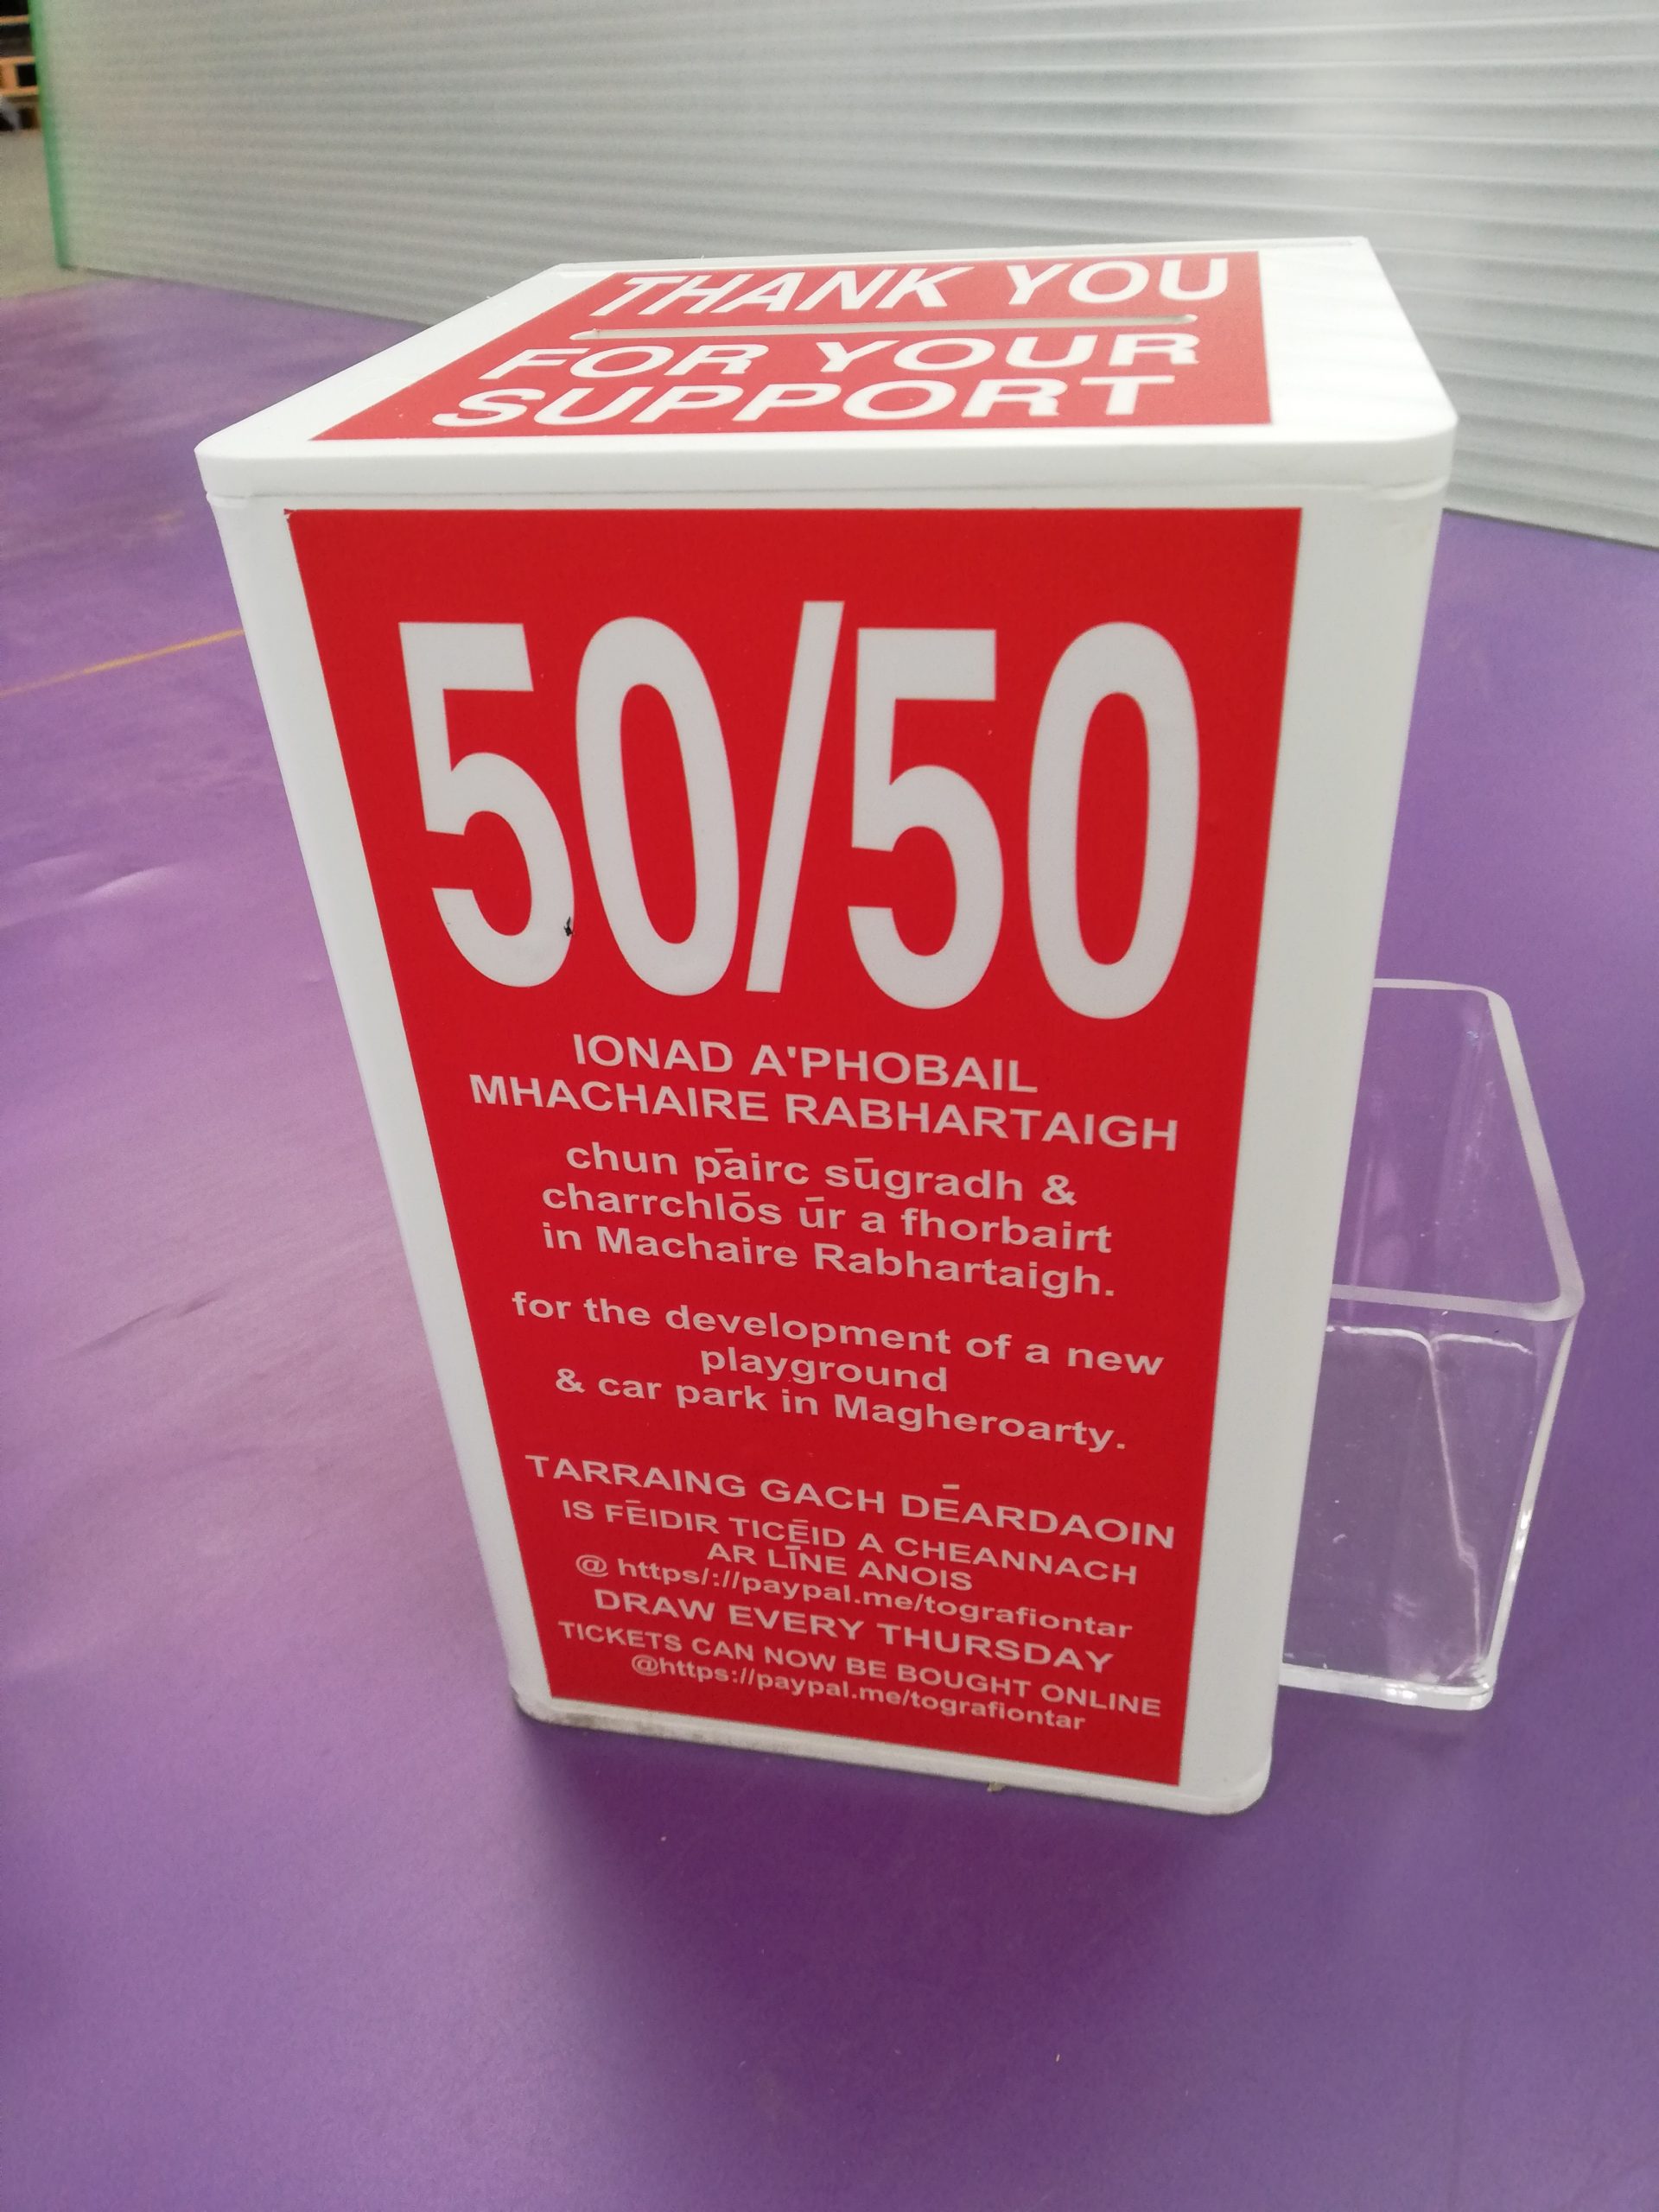 THANK YOU
FOR YOUR
SUPPORT
50/50
IONAD A'PHOBAIL
MHACHAIRE RABHARTAIGH
chun pāirc sūgradh &
charrchlōs ūr a fhorbairt
in Machaire Rabhartaigh.
for the development of a new
playground
& car park in Magheroarty.
TARRAING GACH DĒARDAOIN
IS FĒIDIR TICĒID A CHEANNACH
AR LĪNE ANOIS
@ https/://paypal.me/tografiontar
DRAW EVERY THURSDAY
TICKETS CAN NOW BE BOUGHT ONLINE
@https://paypal.me/tografiontar